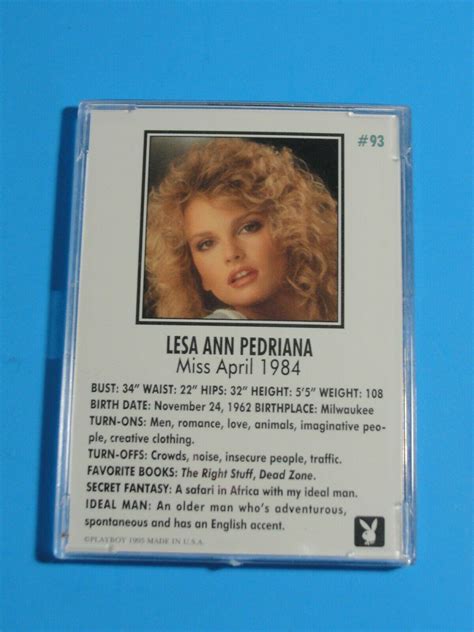 #93
LESA ANN PEDRIANA
Miss April 1984
BUST: 34" WAIST: 22" HIPS: 32" HEIGHT: 5'5" WEIGHT: 108
BIRTH DATE: November 24, 1962 BIRTHPLACE: Milwaukee
TURN-ONS: Men, romance, love, animals, imaginative peo-
ple, creative clothing.
TURN-OFFS: Crowds, noise, insecure people, traffic.
FAVORITE BOOKS: The Right Stuff, Dead Zone.
SECRET FANTASY: A safari in Africa with my ideal man.
IDEAL MAN: An older man who's adventurous,
spontaneous and has an English accent.
©PLAYBOY 1995 MADE IN U.S.A.